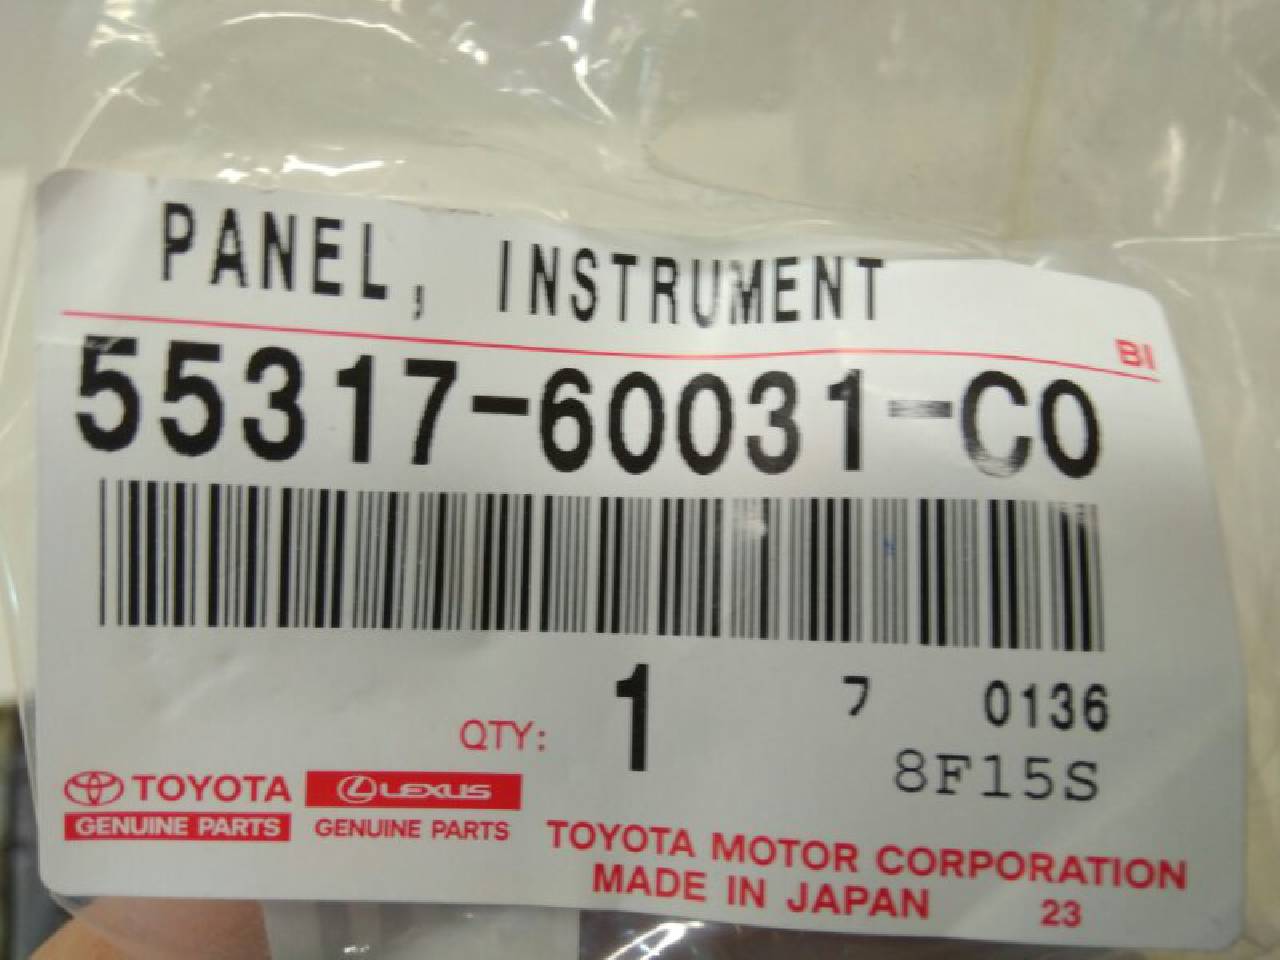 PANEL, INSTRUMENT
BI
55317-60031-C0
QTY: 1 フ 0136
8F15S
TOYOTA LEXUS
GENUINE PARTS GENUINE PARTS
TOYOTA MOTOR CORPORATION
MADE IN JAPAN 23